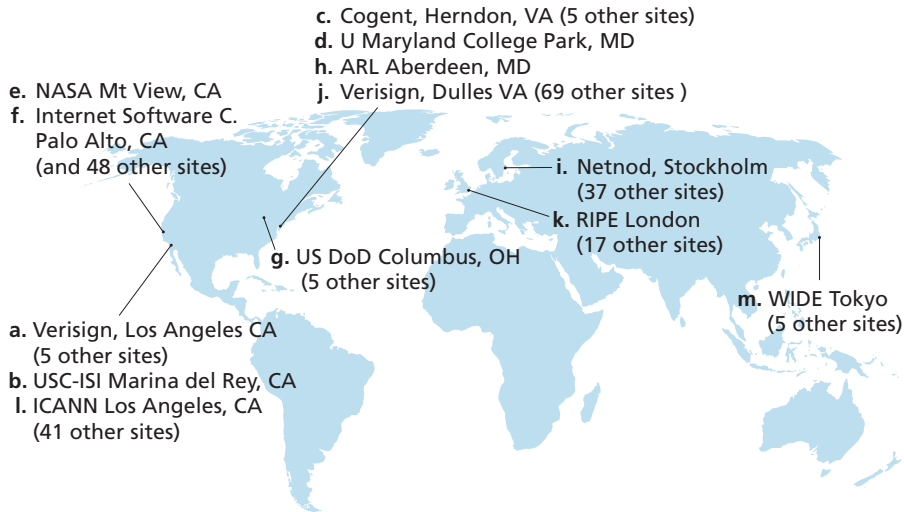 c. Cogent, Herndon, VA (5 other sites)
d. U Maryland College Park, MD
h. ARL Aberdeen, MD
j. Verisign, Dulles VA (69 other sites )
e. NASA Mt View, CA
f. Internet Software C.
Palo Alto, CA
(and 48 other sites)
i. Netnod, Stockholm
(37 other sites)
k. RIPE London
(17 other sites)
g. US DoD Columbus, OH
(5 other sites)
m. WIDE Tokyo
(5 other sites)
a. Verisign, Los Angeles CA
(5 other sites)
b. USC-ISI Marina del Rey, CA
l. ICANN Los Angeles, CA
(41 other sites)